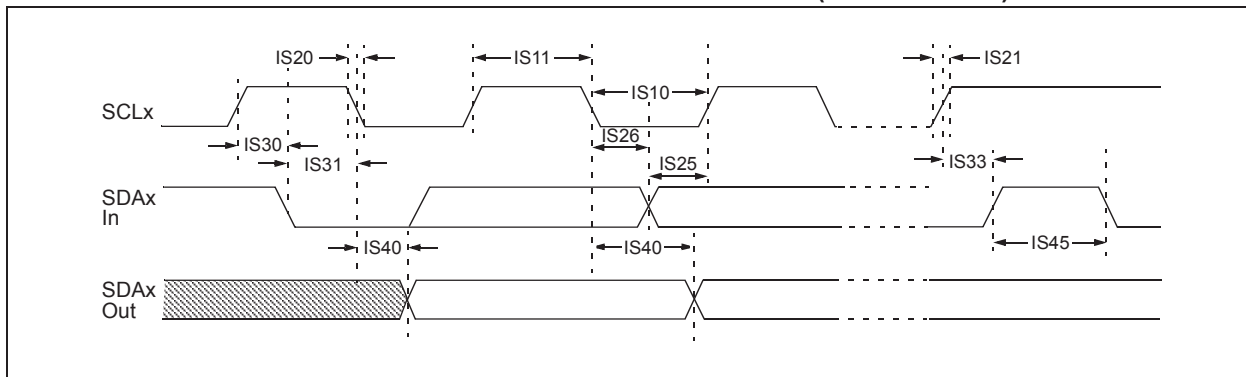 IS20
IS11
IS21
SCLx
IS10
IS30
IS26
IS31
IS25
IS33
SDAx
In
IS40
IS40
IS45
SDAx
Out